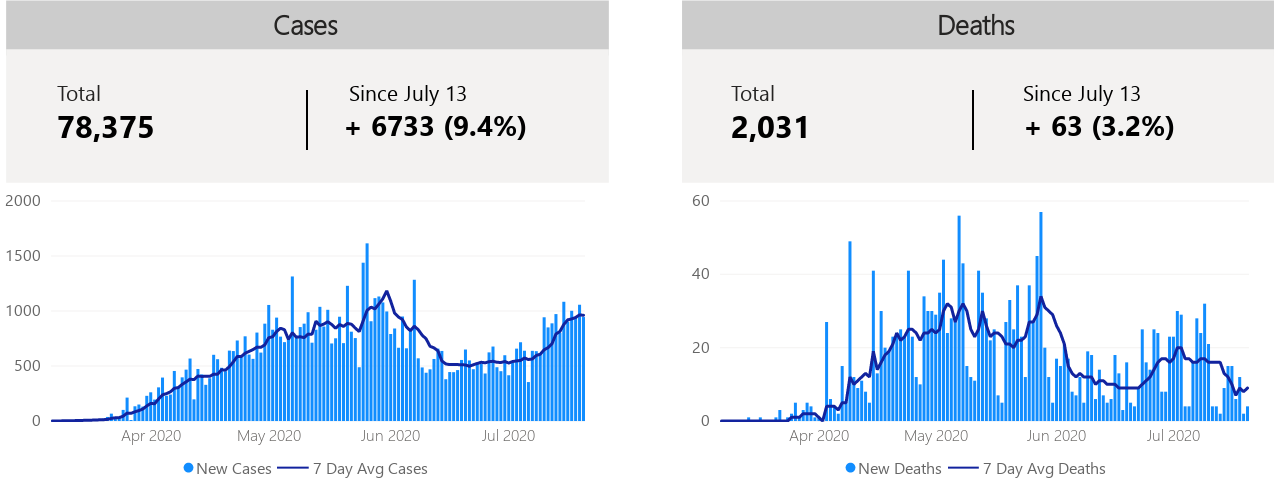 Cases
Total
78,375
Since July 13
+ 6733 (9.4%)
2000
1500
1000
500
0
Apr 2020 May 2020 Jun 2020 Jul 2020
New Cases 7 Day Avg Cases
Deaths
Total
2,031
Since July 13
+ 63 (3.2%)
60
40
20
0
Apr 2020 May 2020 Jun 2020 Jul 2020
New Deaths 7 Day Avg Deaths